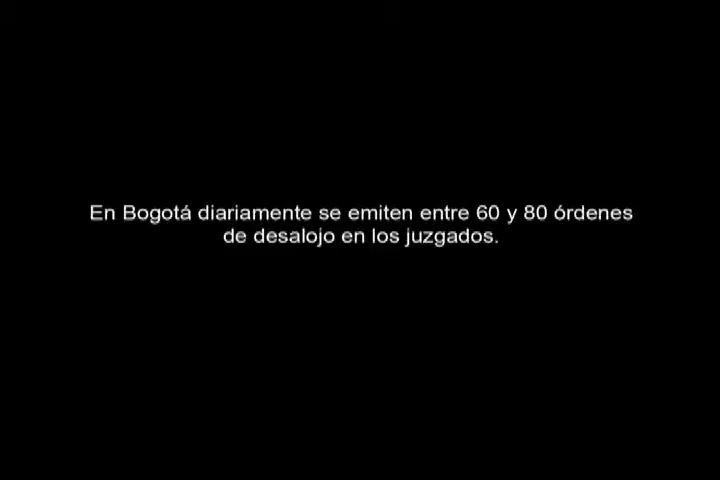 En Bogotá diariamente se emiten entre 60 y 80 órdenes
de desalojo en los juzgados.